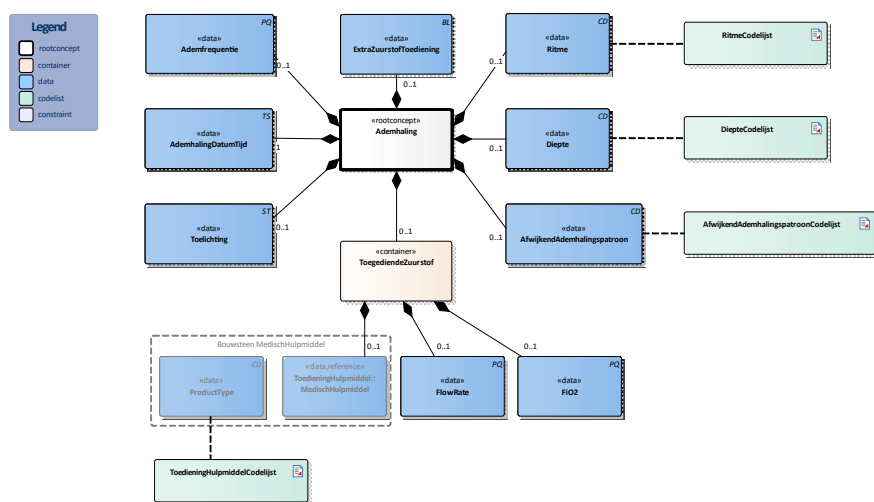 Legend
rootconcept
container
data
codelist
constraint
PQ
«data»
Ademfrequentie
0..1
BL
«data»
ExtraZuurstofToediening
0..1
CD
«data»
Ritme
0..1
RitmeCodelijst
TS
«data»
AdemhalingDatumTijd
1
«rootconcept»
Ademhaling
CD
«data»
Diepte
0..1
DiepteCodelijst
ST
«data»
Toelichting
0..1
CD
«data»
AfwijkendAdemhalingspatroon
0..1
AfwijkendAdemhalingspatroonCodelijst
0..1
«container»
ToegediendeZuurstof
Bouwsteen MedischHulpmiddel
CD
«data»
ProductType
0..1
«data,reference»
ToedieningHulpmiddel::
MedischHulpmiddel
0..1
PQ
«data»
FlowRate
0..1
PQ
«data»
FiO2
ToedieningHulpmiddelCodelijst